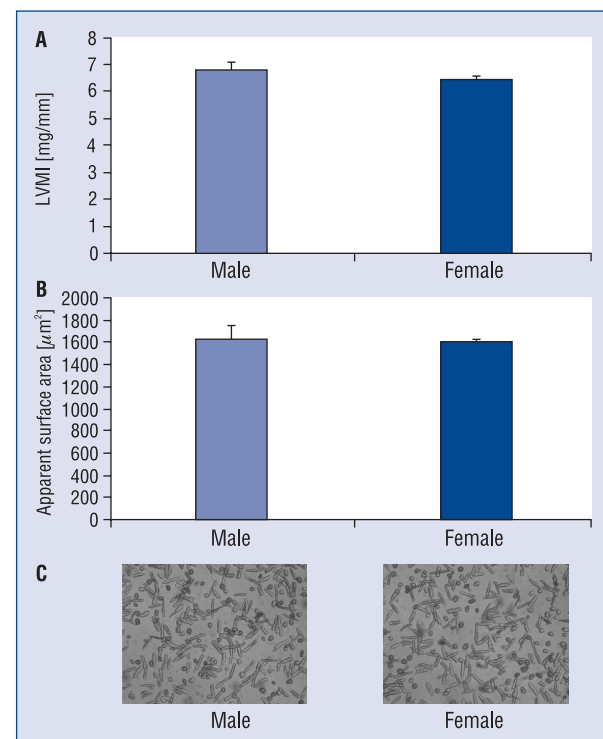 A
LVMI [mg/mm]
8
7
6
5
4
3
2
1
0
Male Female
B
Apparent surface area [μm²]
2000
1800
1600
1400
1200
1000
800
600
400
200
0
Male Female
C
Male Female